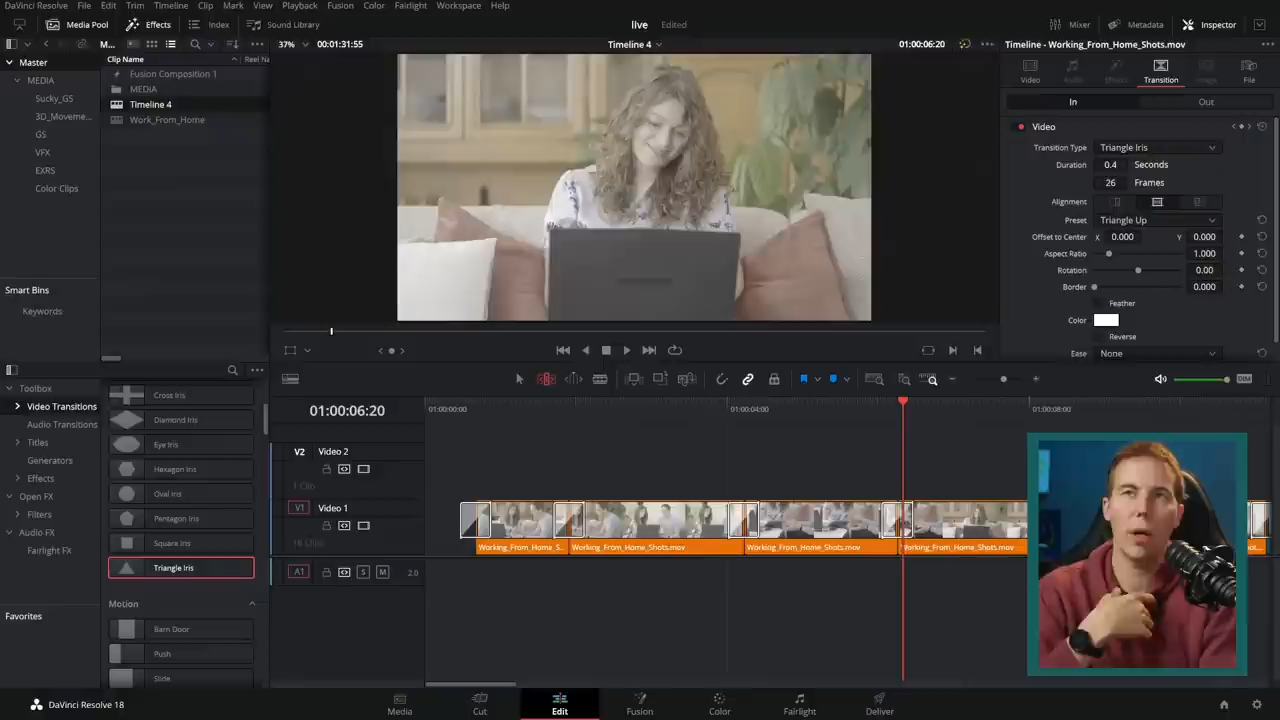 DaVinci Resolve File Edit Trim Timeline Clip Mark View Playback Fusion Color Fairlight Workspace Help
Media Pool Effects Index Sound Library live Edited Mixer Metadata Inspector
M... 37% 00:01:31:55 Timeline 4 01:00:06:20 Timeline - Working_From_Home_Shots.mov
Master
MEDIA
Sucky_GS
3D_Moveme...
GS
VFX
EXRS
Color Clips
Smart Bins
Keywords
Clip Name Reel Na
Fusion Composition 1
MEDIA
Timeline 4
Work_From_Home
Video Audio Effects Transition Image File
In Out
Video
Transition Type Triangle Iris
Duration 0.4 Seconds
26 Frames
Alignment
Preset Triangle Up
Offset to Center X 0.000 Y 0.000
Aspect Ratio 1.000
Rotation 0.00
Border 0.000
Feather
Color
Reverse
Ease None
Toolbox
Video Transitions
Audio Transitions
Titles
Generators
Effects
Open FX
Filters
Audio FX
Fairlight FX
Favorites
Cross Iris
Diamond Iris
Eye Iris
Hexagon Iris
Oval Iris
Pentagon Iris
Square Iris
Triangle Iris
Motion
Barn Door
Push
Slide
DIM
01:00:06:20 01:00:00:00 01:00:04:00 01:00:08:00
V2 Video 2
1 Clip
V1 Video 1
Working_From_Home_S... Working_From_Home_Shots.mov Working_From_Home_Shots.mov Working_From_Home_Shots.mov
A1 S M 2.0
DaVinci Resolve 18 Media Cut Edit Fusion Color Fairlight Deliver